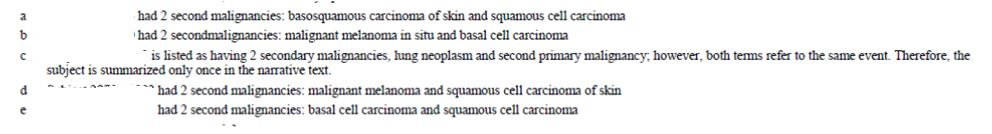 a had 2 second malignancies: basosquamous carcinoma of skin and squamous cell carcinoma
b had 2 secondmalignancies: malignant melanoma in situ and basal cell carcinoma
c is listed as having 2 secondary malignancies, lung neoplasm and second primary malignancy; however, both terms refer to the same event. Therefore, the
subject is summarized only once in the narrative text.
d had 2 second malignancies: malignant melanoma and squamous cell carcinoma of skin
e had 2 second malignancies: basal cell carcinoma and squamous cell carcinoma